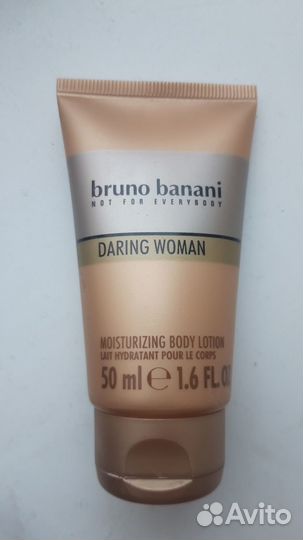 bruno banani
NOT FOR EVERYBODY
DARING WOMAN
MOISTURIZING BODY LOTION
LAIT HYDRATANT POUR LE CORPS
50 ml e 1.6 FL.O
Avito